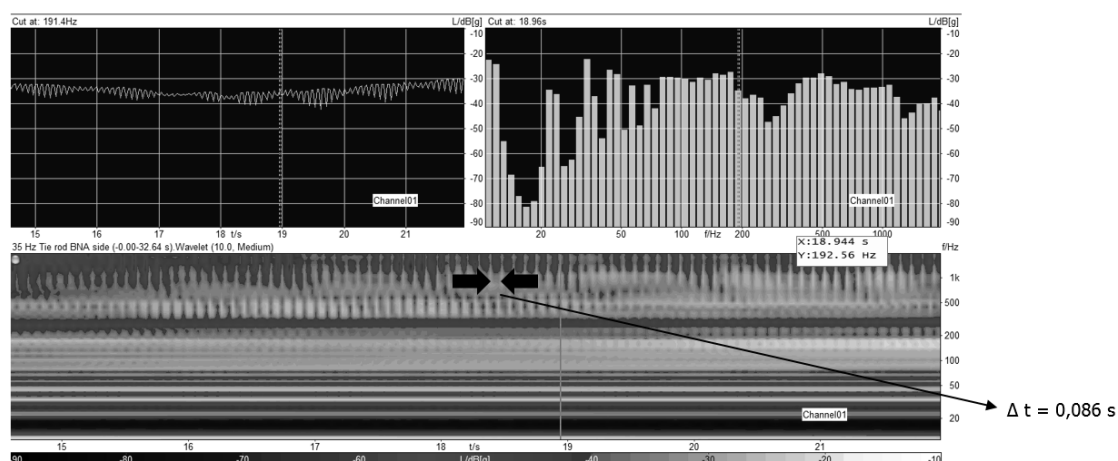 Cut at: 191.4Hz L/dB[g] Cut at: 18.96s L/dB[g]
-10 -10
-20 -20
-30 -30
-40 -40
-50 -50
-60 -60
-70 -70
-80 -80
-90 -90
Channel01 Channel01
15 16 17 18 t/s 19 20 21 20 50 100 f/Hz 200 500 1000
35 Hz Tie rod BNA side (-0.00-32.64 s).Wavelet (10.0, Medium) f/Hz
X:18.944 s
Y:192.56 Hz
1k
500
200
100
50
20
Channel01
Δ t = 0,086 s
15 16 17 18 t/s 19 20 21
-90 -80 -70 -60 L/dB[g] -40 -30 -20 -10